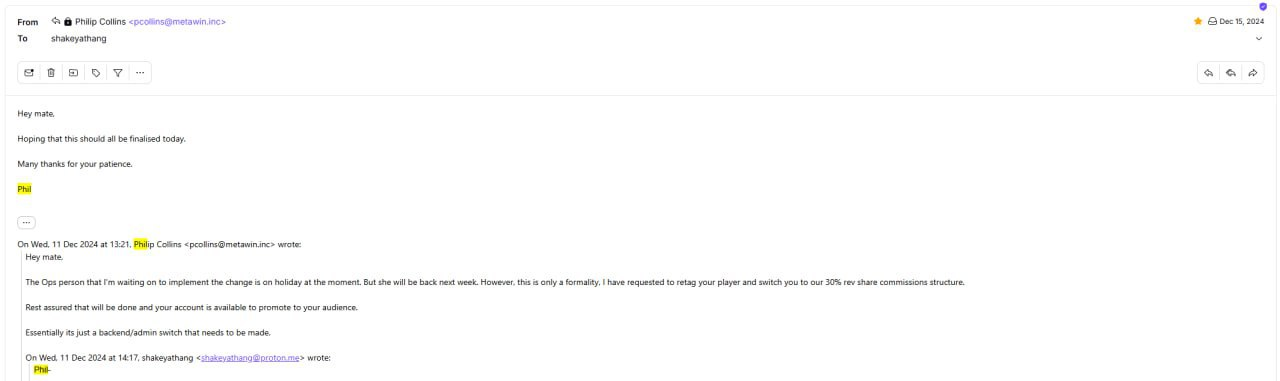 From Philip Collins <pcollins@metawin.inc> Dec 15, 2024
To shakeyathang
Hey mate,
Hoping that this should all be finalised today.
Many thanks for your patience.
Phil
On Wed, 11 Dec 2024 at 13:21, Philip Collins <pcollins@metawin.inc> wrote:
Hey mate,
The Ops person that I'm waiting on to implement the change is on holiday at the moment. But she will be back next week. However, this is only a formality. I have requested to retag your player and switch you to our 30% rev share commissions structure.
Rest assured that will be done and your account is available to promote to your audience.
Essentially its just a backend/admin switch that needs to be made.
On Wed, 11 Dec 2024 at 14:17, shakeyathang <shakeyathang@proton.me> wrote:
Phil-